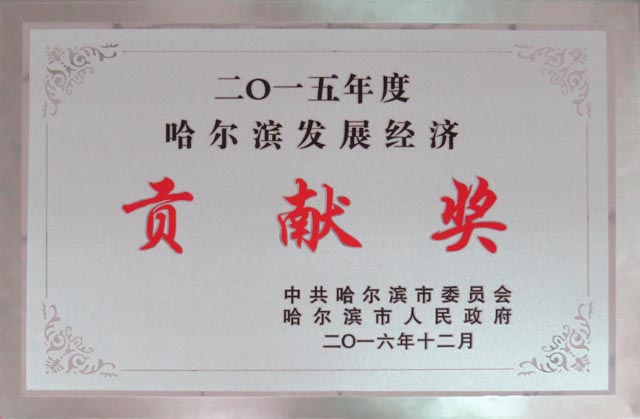 二〇一五年度
哈尔滨发展经济
贡献奖
中共哈尔滨市委员会
哈尔滨市人民政府
二〇一六年十二月